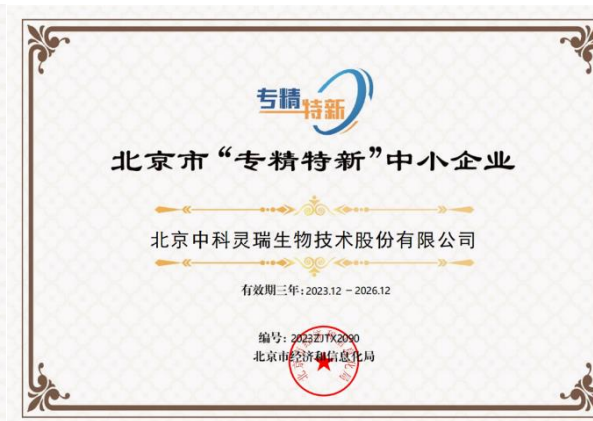 专精特新
北京市“专精特新”中小企业
北京中科灵瑞生物技术股份有限公司
有效期三年:2023.12 - 2026.12
编号:2023ZJTX2090
北京市经济和信息化局